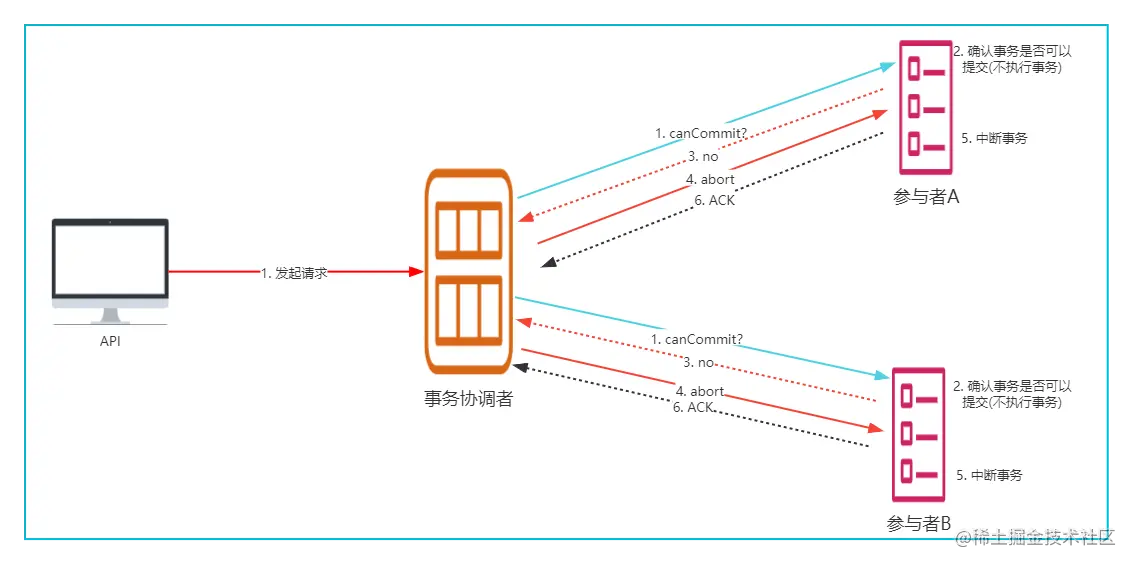 2. 确认事务是否可以
提交(不执行事务)
1. canCommit?
5. 中断事务
3. no
4. abort
参与者A
6. ACK
1. 发起请求
API
1. canCommit?
3. no
2. 确认事务是否可以
提交(不执行事务)
4. abort
事务协调者
6. ACK
5. 中断事务
参与者B
@稀土掘金技术社区